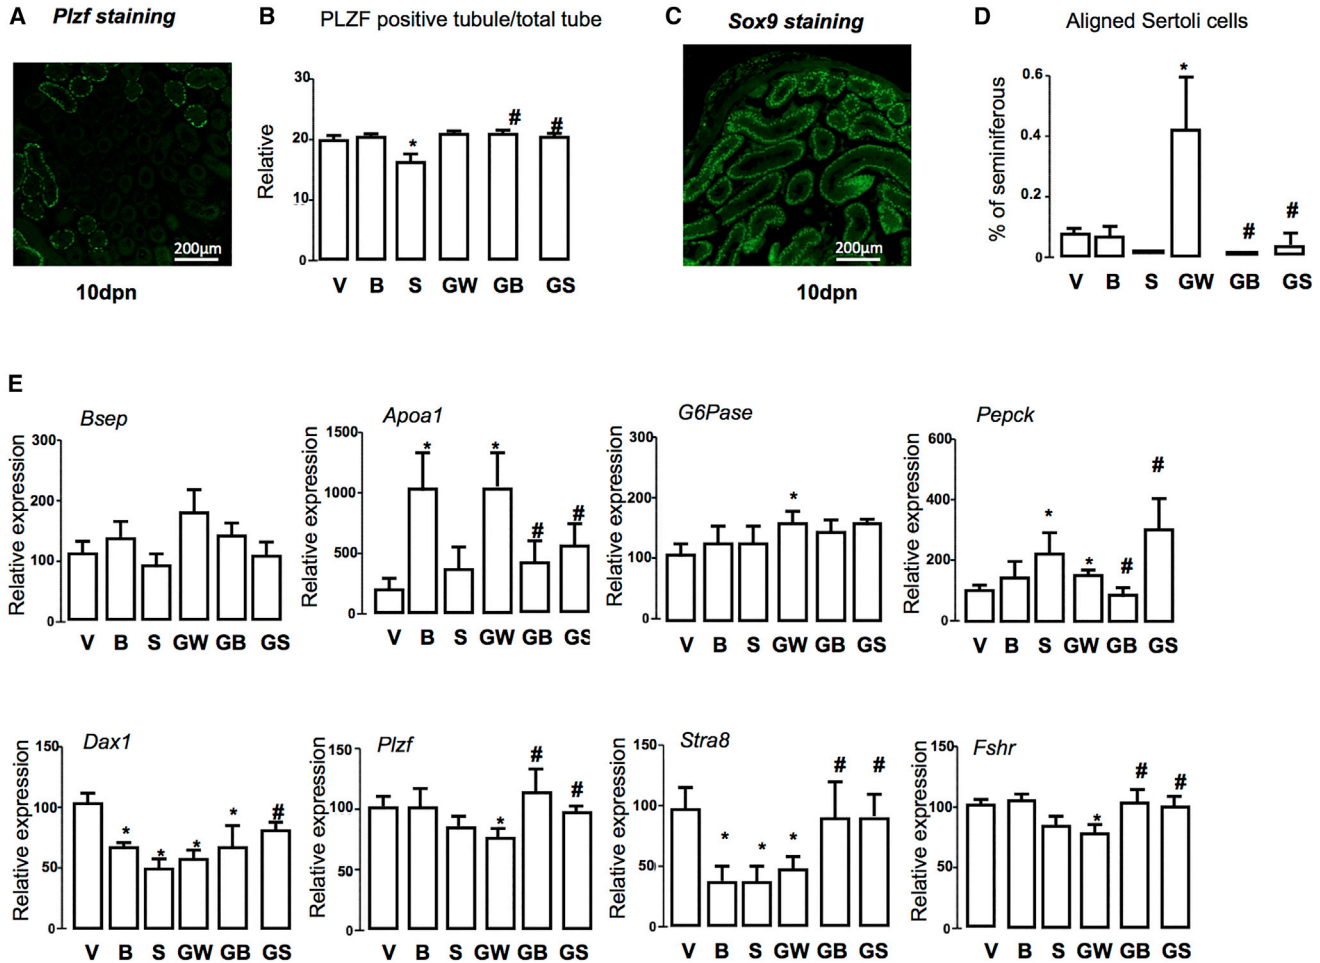 A Plzf staining
200µm
10dpn
B PLZF positive tubule/total tube
Relative
30
20
10
0
V B S GW GB GS
* # #
C Sox9 staining
200µm
10dpn
D Aligned Sertoli cells
% of seminiferous
0.6
0.4
0.2
0
V B S GW GB GS
* # #
E
Bsep
Relative expression
300
200
100
0
V B S GW GB GS
Apoa1
Relative expression
1500
1000
500
0
V B S GW GB GS
* * # #
G6Pase
Relative expression
300
200
100
0
V B S GW GB GS
*
Pepck
Relative expression
600
400
200
0
V B S GW GB GS
* * # #
Dax1
Relative expression
150
100
50
0
V B S GW GB GS
* * * * #
Plzf
Relative expression
150
100
50
0
V B S GW GB GS
* # #
Stra8
Relative expression
150
100
50
0
V B S GW GB GS
* * * # #
Fshr
Relative expression
150
100
50
0
V B S GW GB GS
* # #